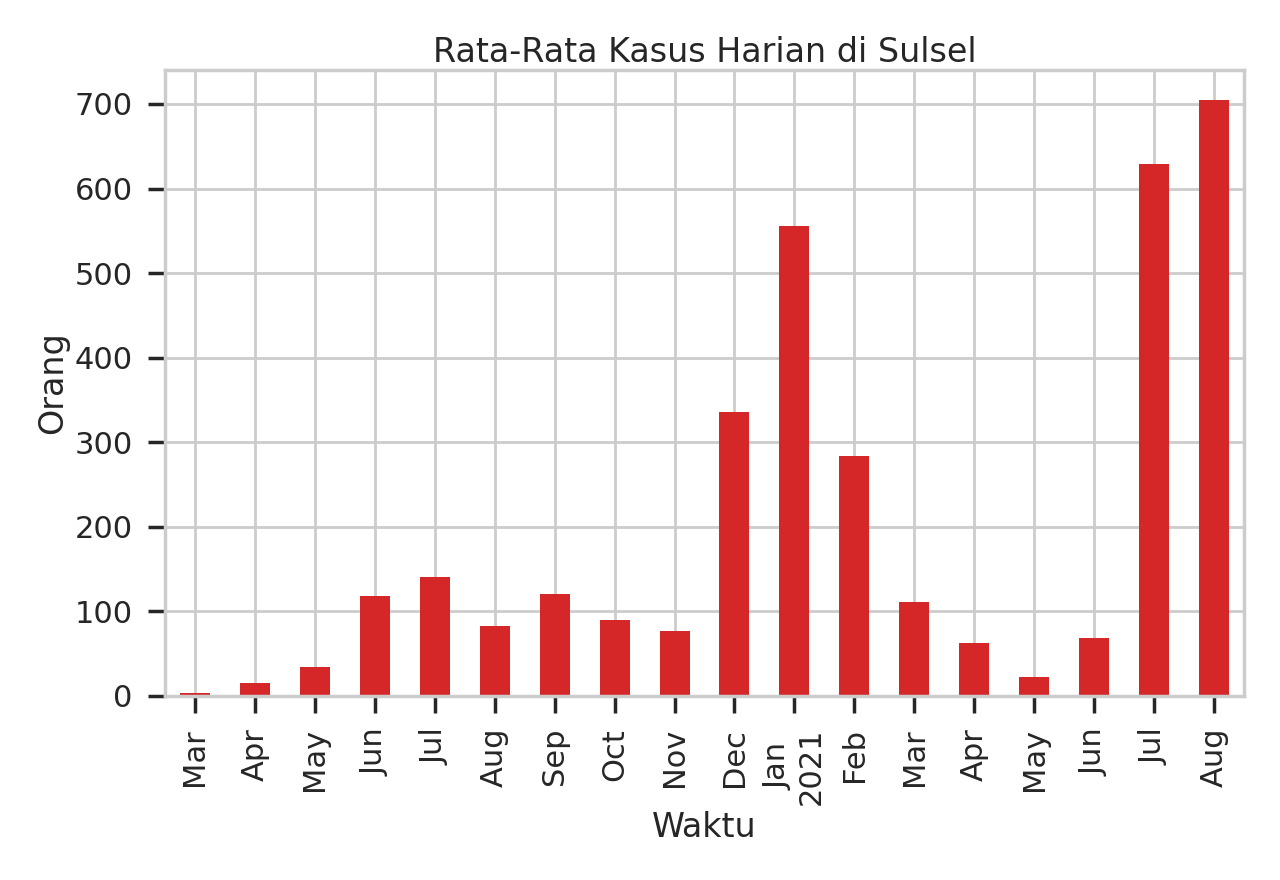 Rata-Rata Kasus Harian di Sulsel
Orang
700
600
500
400
300
200
100
0
Mar
Apr
May
Jun
Jul
Aug
Sep
Oct
Nov
Dec
Jan
2021
Feb
Mar
Apr
May
Jun
Jul
Aug
Waktu